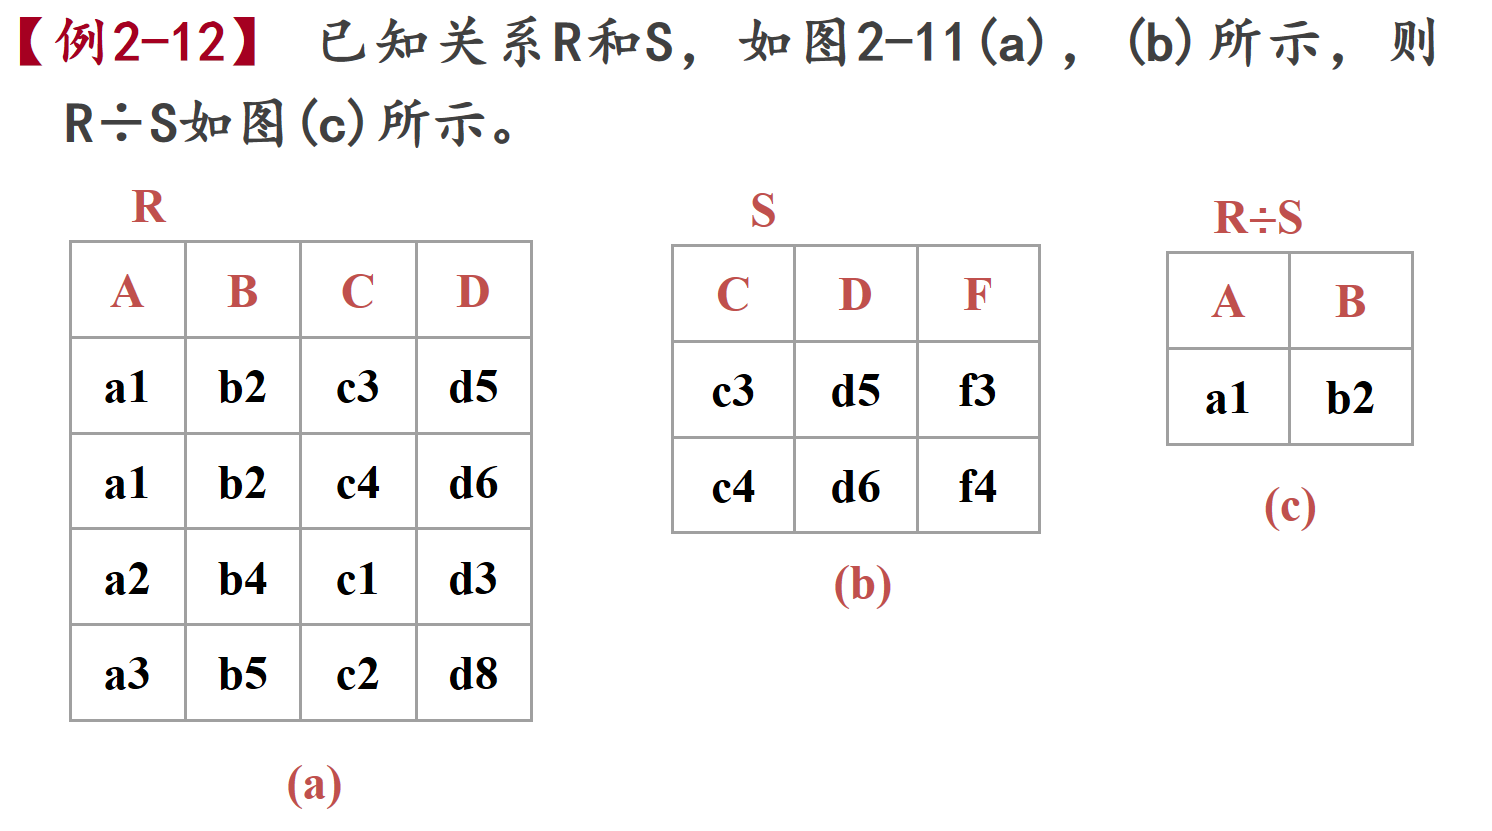 【例2-12】 已知关系R和S，如图2-11(a)，(b)所示，则
R÷S如图(c)所示。
R
A B C D
a1 b2 c3 d5
a1 b2 c4 d6
a2 b4 c1 d3
a3 b5 c2 d8
(a)
S
C D F
c3 d5 f3
c4 d6 f4
(b)
R÷S
A B
a1 b2
(c)